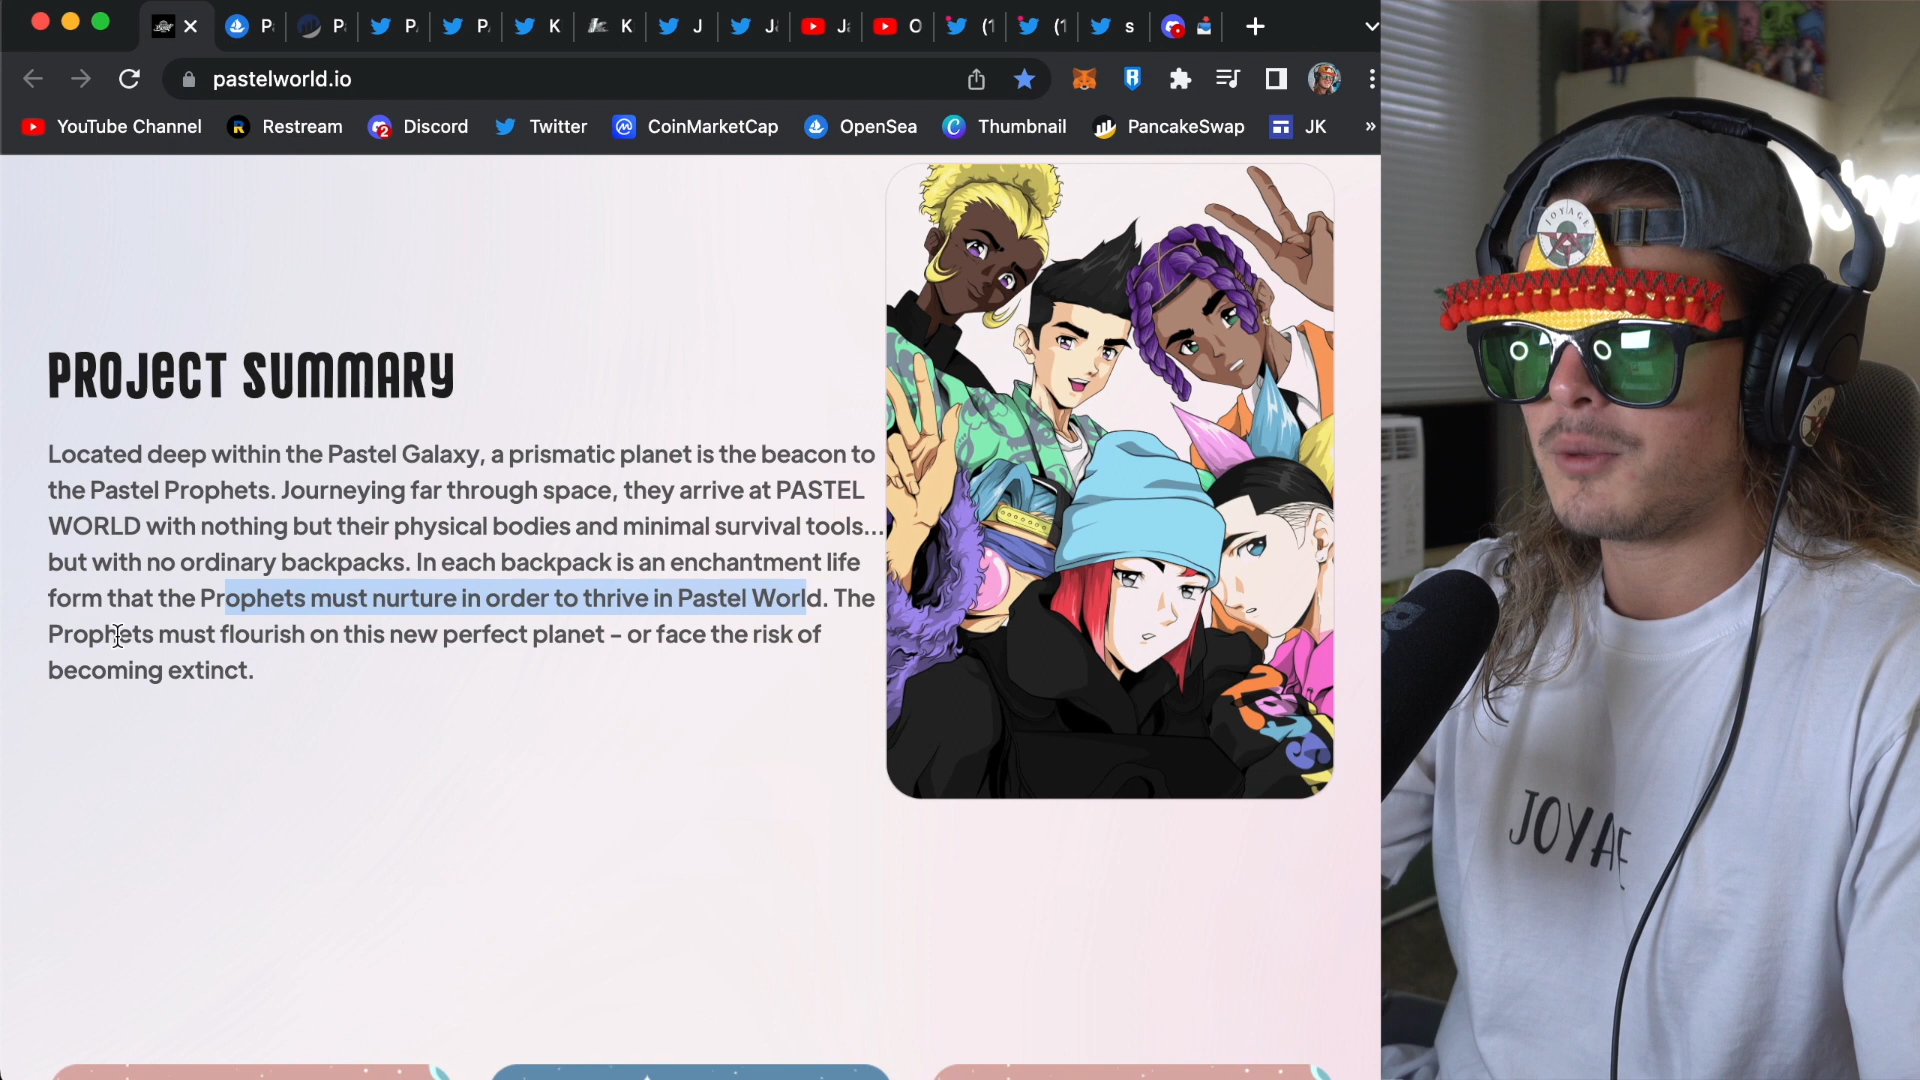 P
P
P
P
K
K
J
J
J
O
(1
(1
s
pastelworld.io
YouTube Channel
Restream
2
Discord
Twitter
CoinMarketCap
OpenSea
Thumbnail
PancakeSwap
JK
»
PROJECT SUMMARY
Located deep within the Pastel Galaxy, a prismatic planet is the beacon to
the Pastel Prophets. Journeying far through space, they arrive at PASTEL
WORLD with nothing but their physical bodies and minimal survival tools...
but with no ordinary backpacks. In each backpack is an enchantment life
form that the Prophets must nurture in order to thrive in Pastel World. The
Prophets must flourish on this new perfect planet – or face the risk of
becoming extinct.
JOYAGE
JOYAE